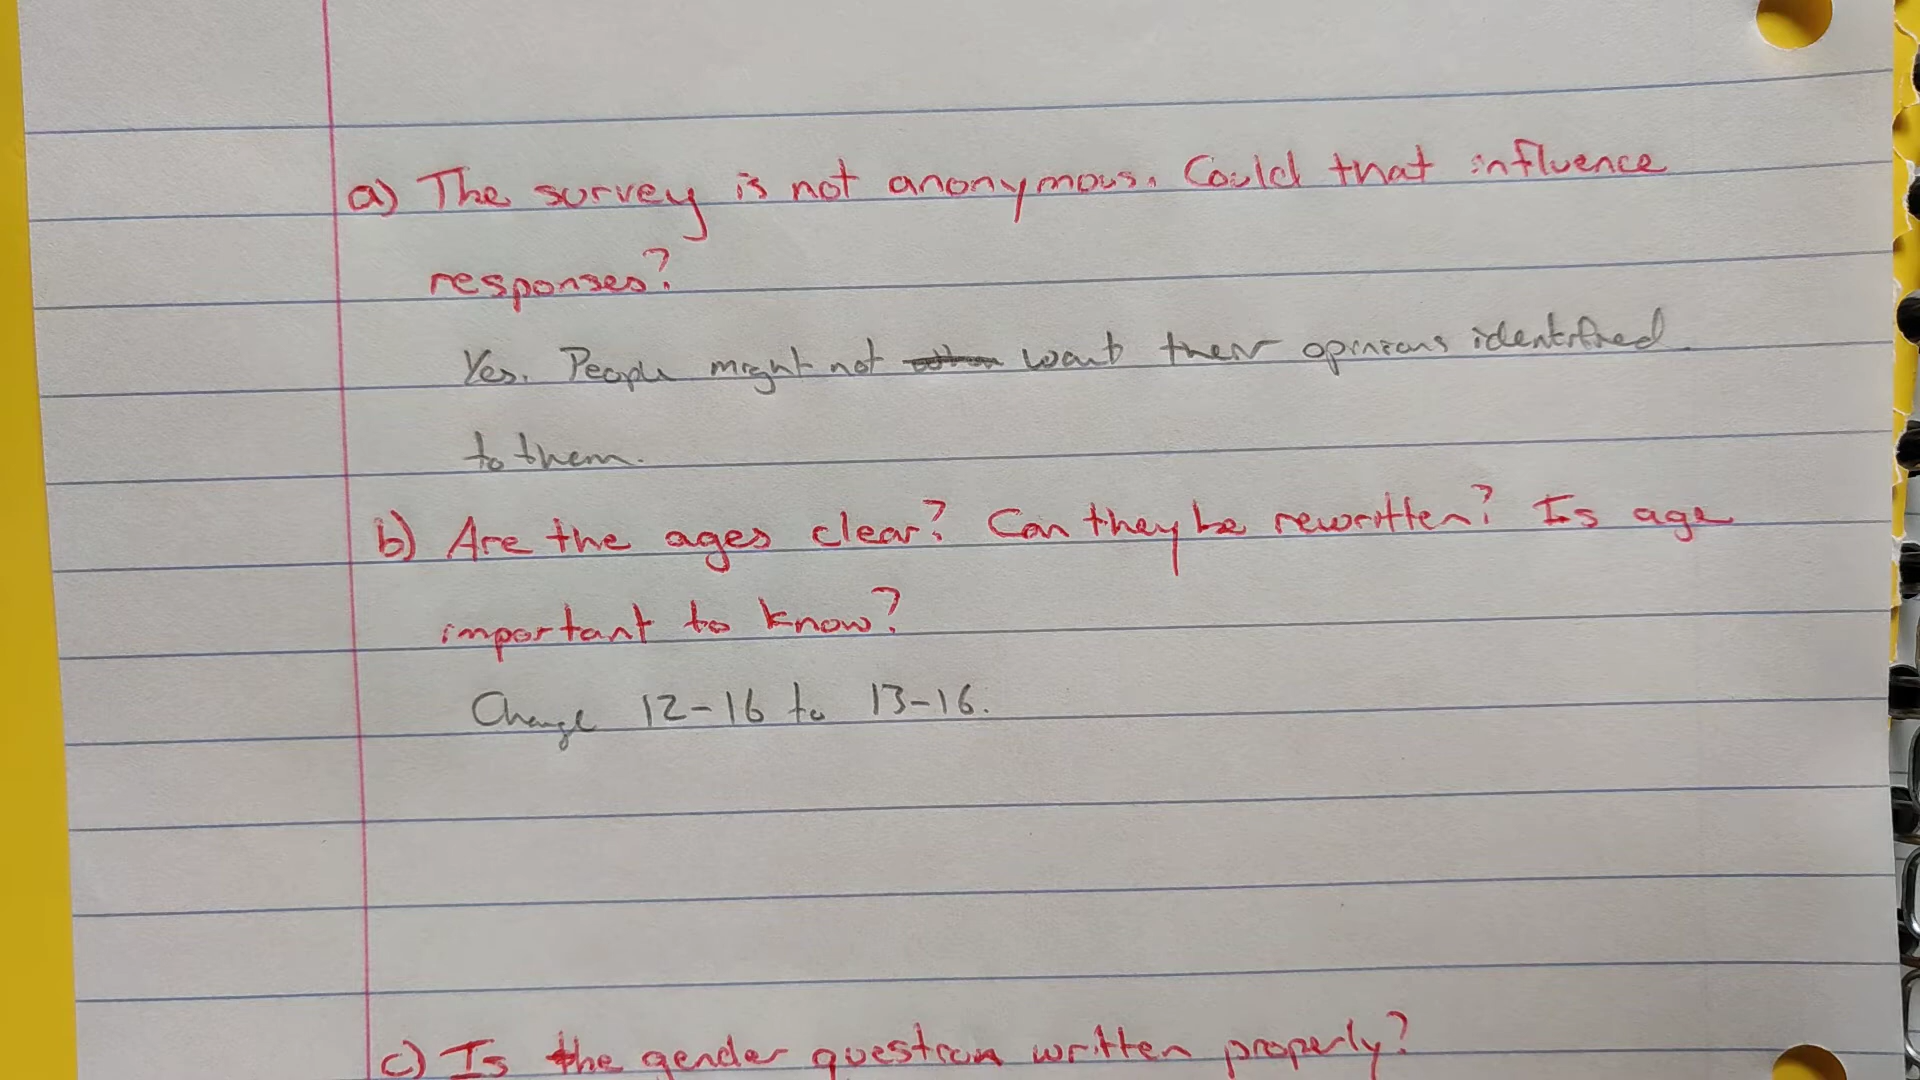 a) The survey is not anonymous. Could that influence
responses?
Yes. People might not want their opinions identified
to them.
b) Are the ages clear? Can they be rewritten? Is age
important to know?
Change 12-16 to 13-16.
c) Is the gender question written properly?